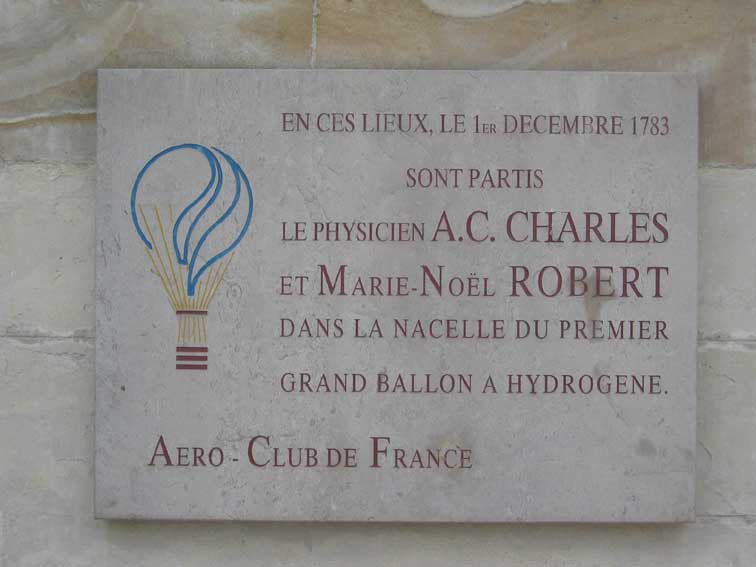 EN CES LIEUX, LE 1ER DECEMBRE 1783
SONT PARTIS
LE PHYSICIEN A.C. CHARLES
ET MARIE-NOËL ROBERT
DANS LA NACELLE DU PREMIER
GRAND BALLON A HYDROGENE.
AERO - CLUB DE FRANCE